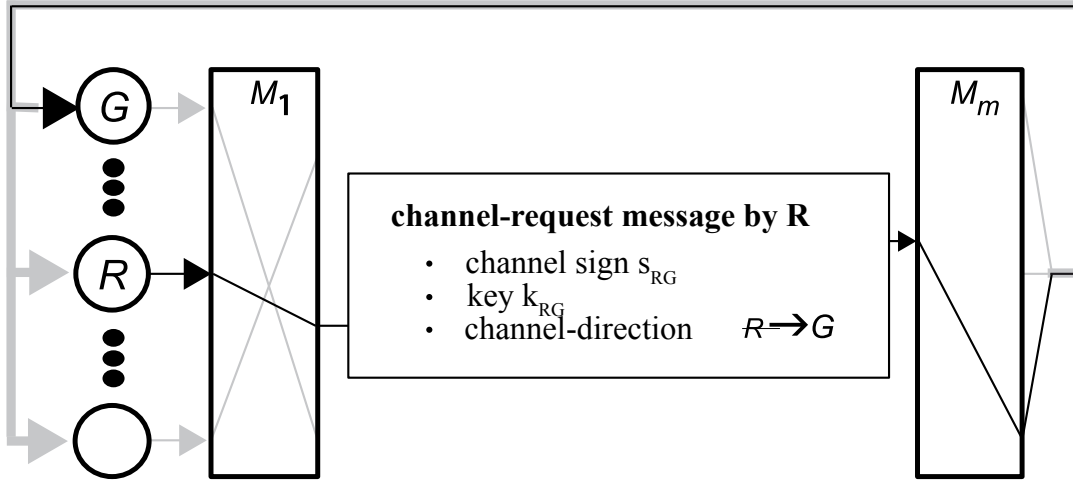 G
M1
Mm
channel-request message by R
· channel sign sRG
R
· key kRG
· channel-direction R→G